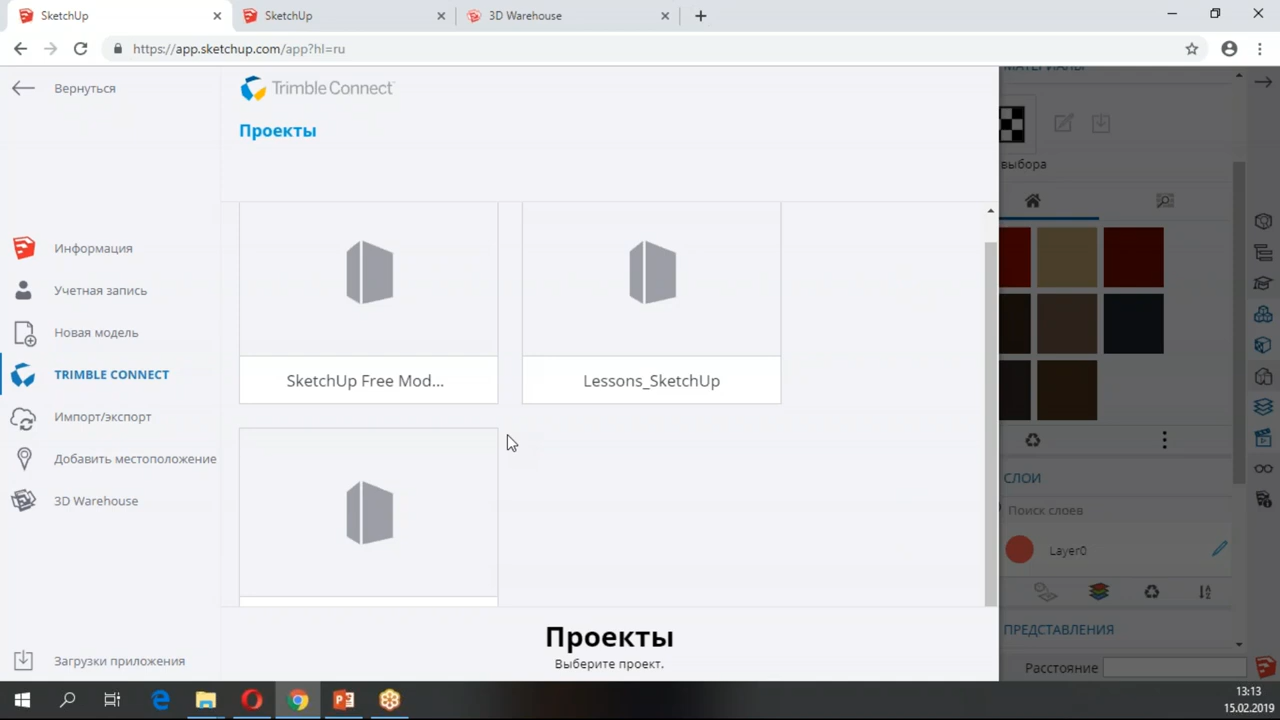 SketchUp
SketchUp
3D Warehouse
https://app.sketchup.com/app?hl=ru
Вернуться
Trimble Connect
Проекты
Информация
Учетная запись
Новая модель
TRIMBLE CONNECT
Импорт/экспорт
Добавить местоположение
3D Warehouse
Загрузки приложения
SketchUp Free Mod...
Lessons_SketchUp
Проекты
Выберите проект.
МАТЕРИАЛЫ
выбора
СЛОИ
Поиск слоев
Layer0
ПРЕДСТАВЛЕНИЯ
Расстояние
13:13
15.02.2019